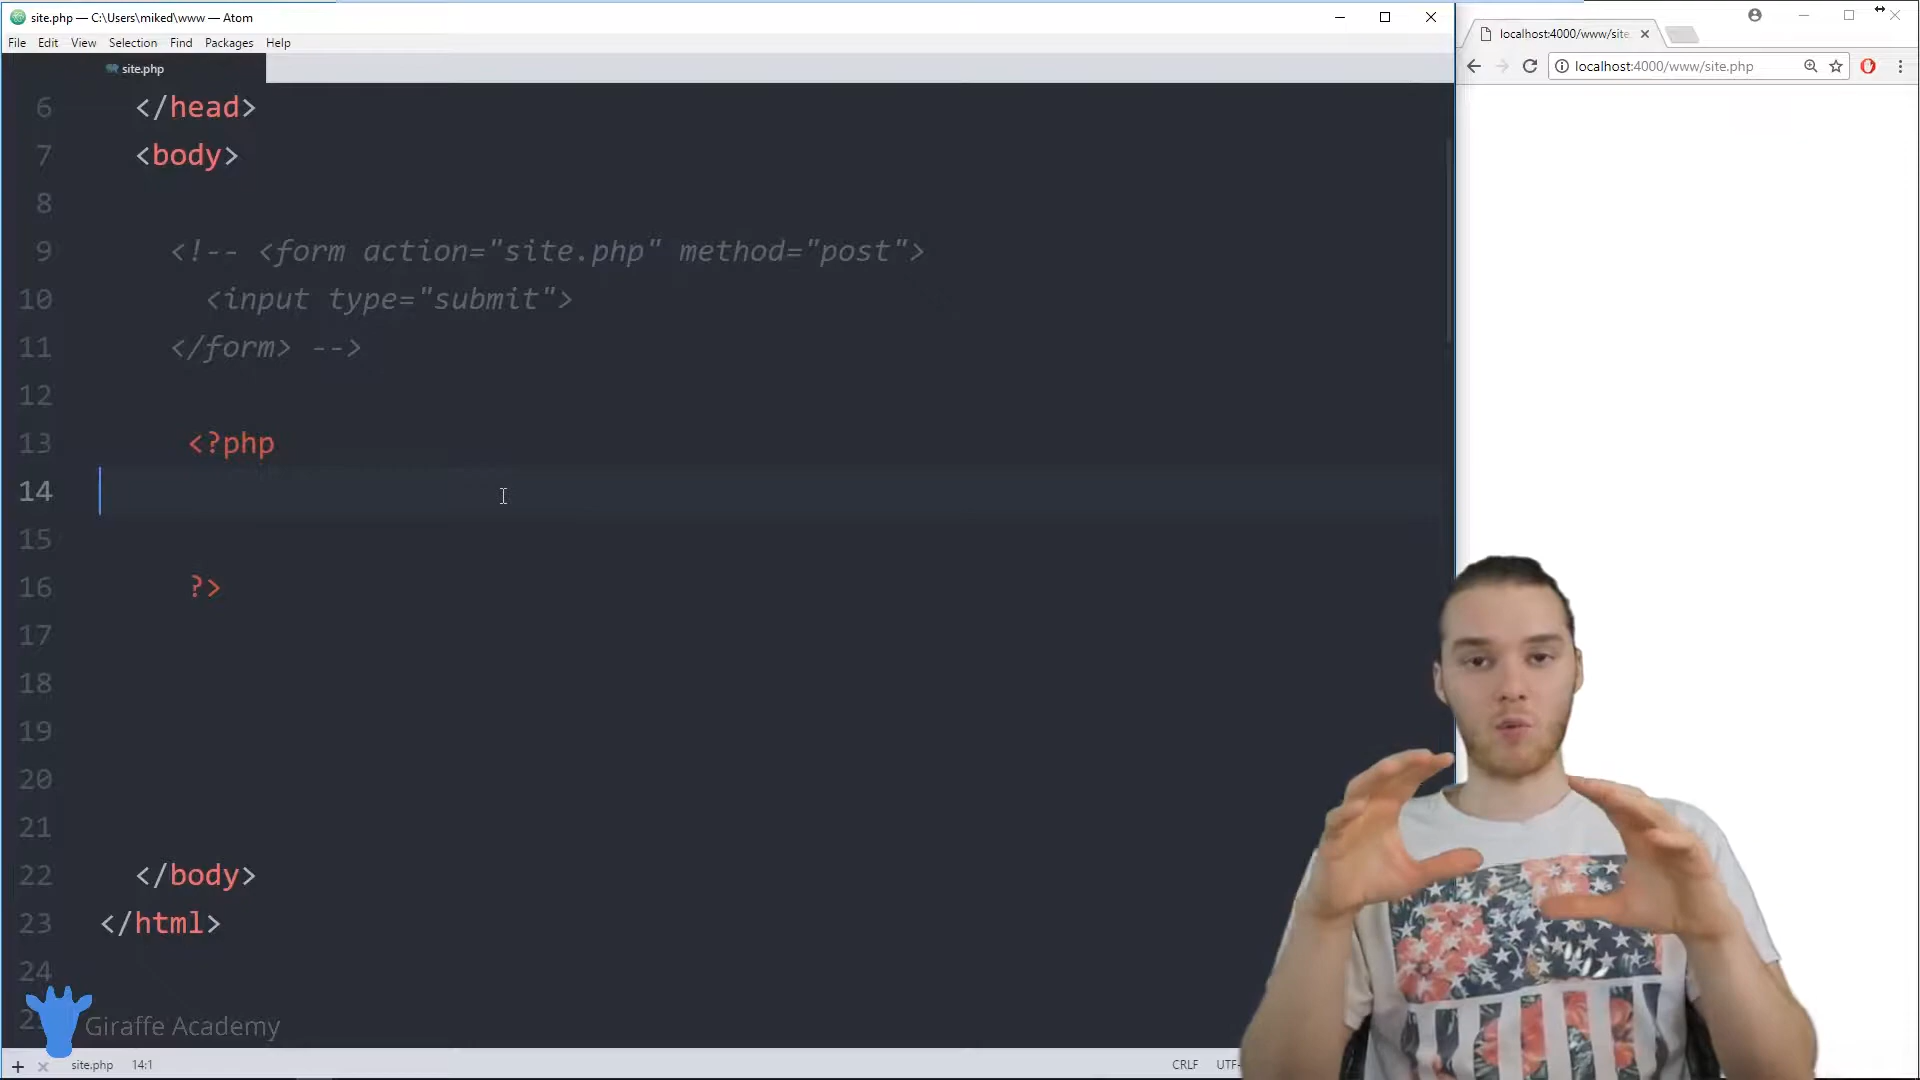 site.php — C:\Users\miked\www — Atom
File Edit View Selection Find Packages Help
site.php
6 </head>
7 <body>
8
9 <!-- <form action="site.php" method="post">
10 <input type="submit">
11 </form> -->
12
13 <?php
14
15
16 ?>
17
18
19
20
21
22 </body>
23 </html>
24
Giraffe Academy
site.php 14:1 CRLF
localhost:4000/www/site
localhost:4000/www/site.php